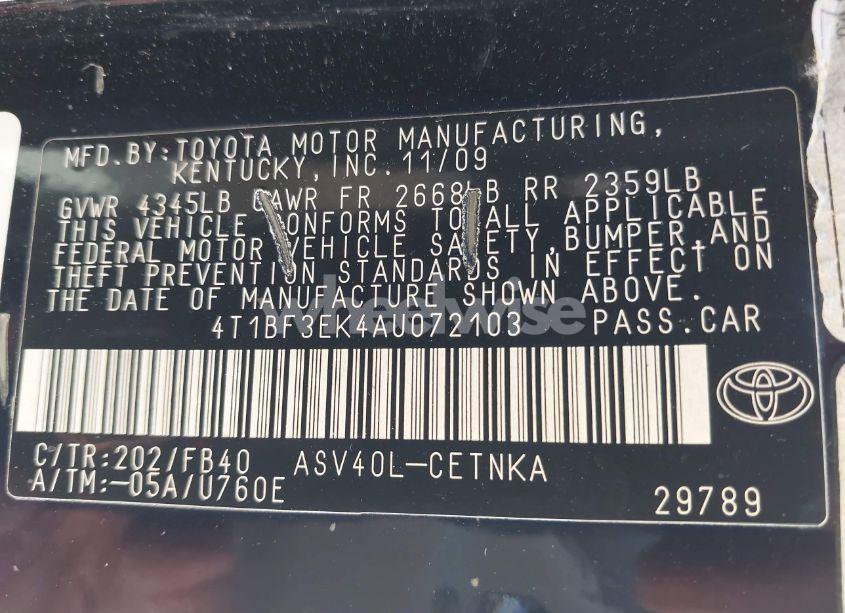 MFD.BY:TOYOTA MOTOR MANUFACTURING,
KENTUCKY,INC.11/09
GVWR 4345LB GAWR FR 2668LB RR 2359LB
THIS VEHICLE CONFORMS TO ALL APPLICABLE
FEDERAL MOTOR VEHICLE SAFETY,BUMPER,AND
THEFT PREVENTION STANDARDS IN EFFECT ON
THE DATE OF MANUFACTURE SHOWN ABOVE.
wheelwise
PASS.CAR
C/TR:202/FB40 ASV40L-CETNKA
A/TM:-05A/U760E
29789